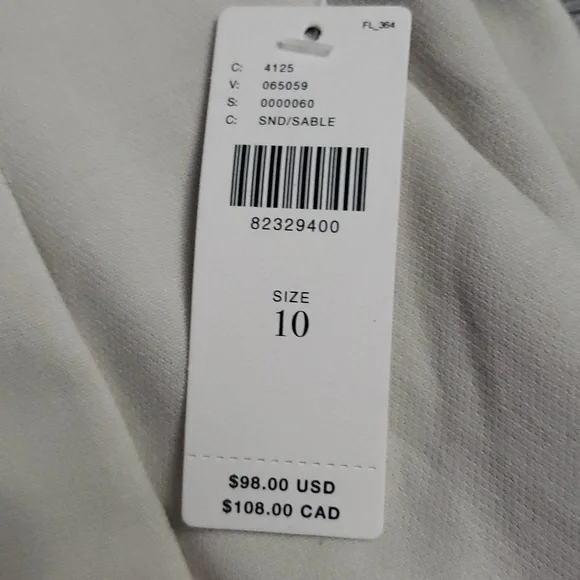 FL_364
C: 4125
V: 065059
S: 0000060
C: SND/SABLE
82329400
SIZE
10
$98.00 USD
$108.00 CAD